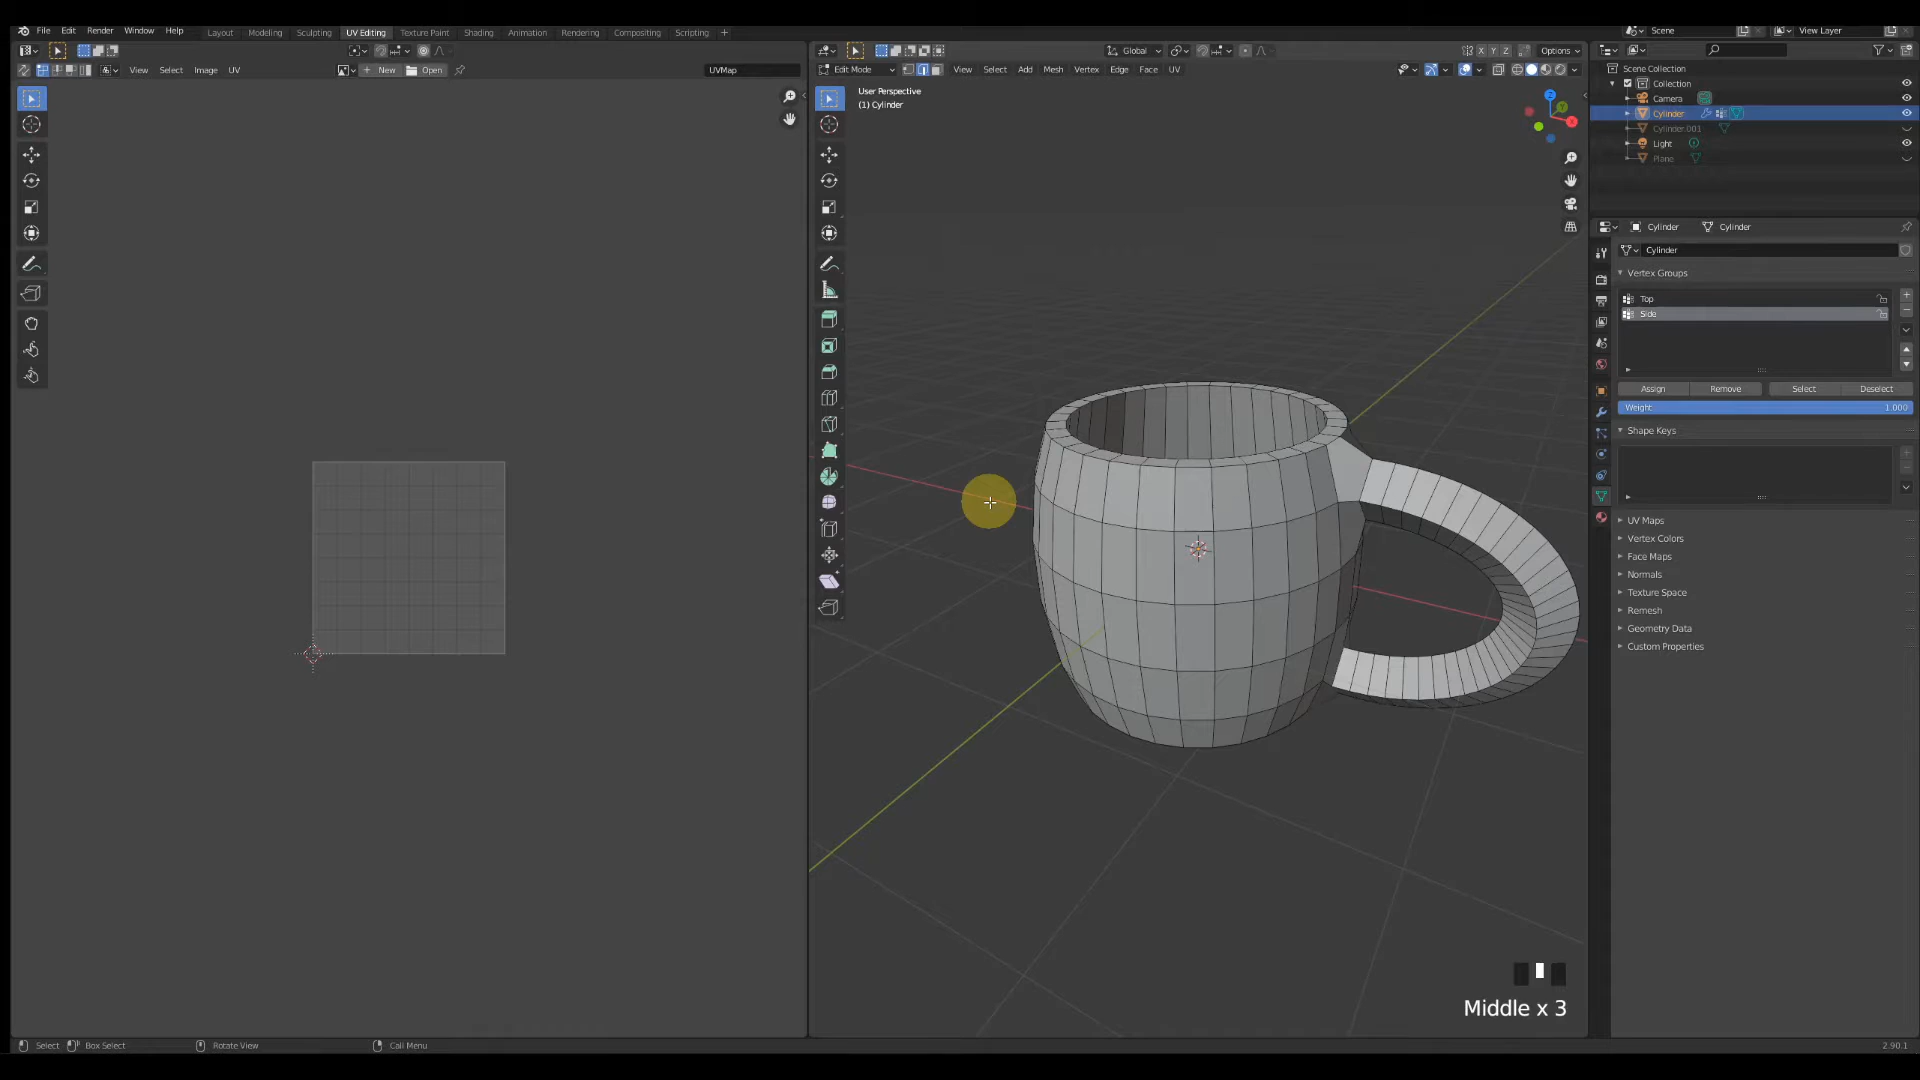 File Edit Render Window Help Layout Modeling Sculpting UV Editing Texture Paint Shading Animation Rendering Compositing Scripting +
Scene View Layer
View Select Image UV New Open UVMap
Global Options
Edit Mode View Select Add Mesh Vertex Edge Face UV
User Perspective
(1) Cylinder
Z
X
Y
Scene Collection
Collection
Camera
Cylinder
Cylinder.001
Light
Plane
Cylinder Cylinder
Cylinder
Vertex Groups
Top
Side
Assign Remove Select Deselect
Weight 1.000
Shape Keys
UV Maps
Vertex Colors
Face Maps
Normals
Texture Space
Remesh
Geometry Data
Custom Properties
Middle x 3
Select Box Select Rotate View Call Menu 2.90.1